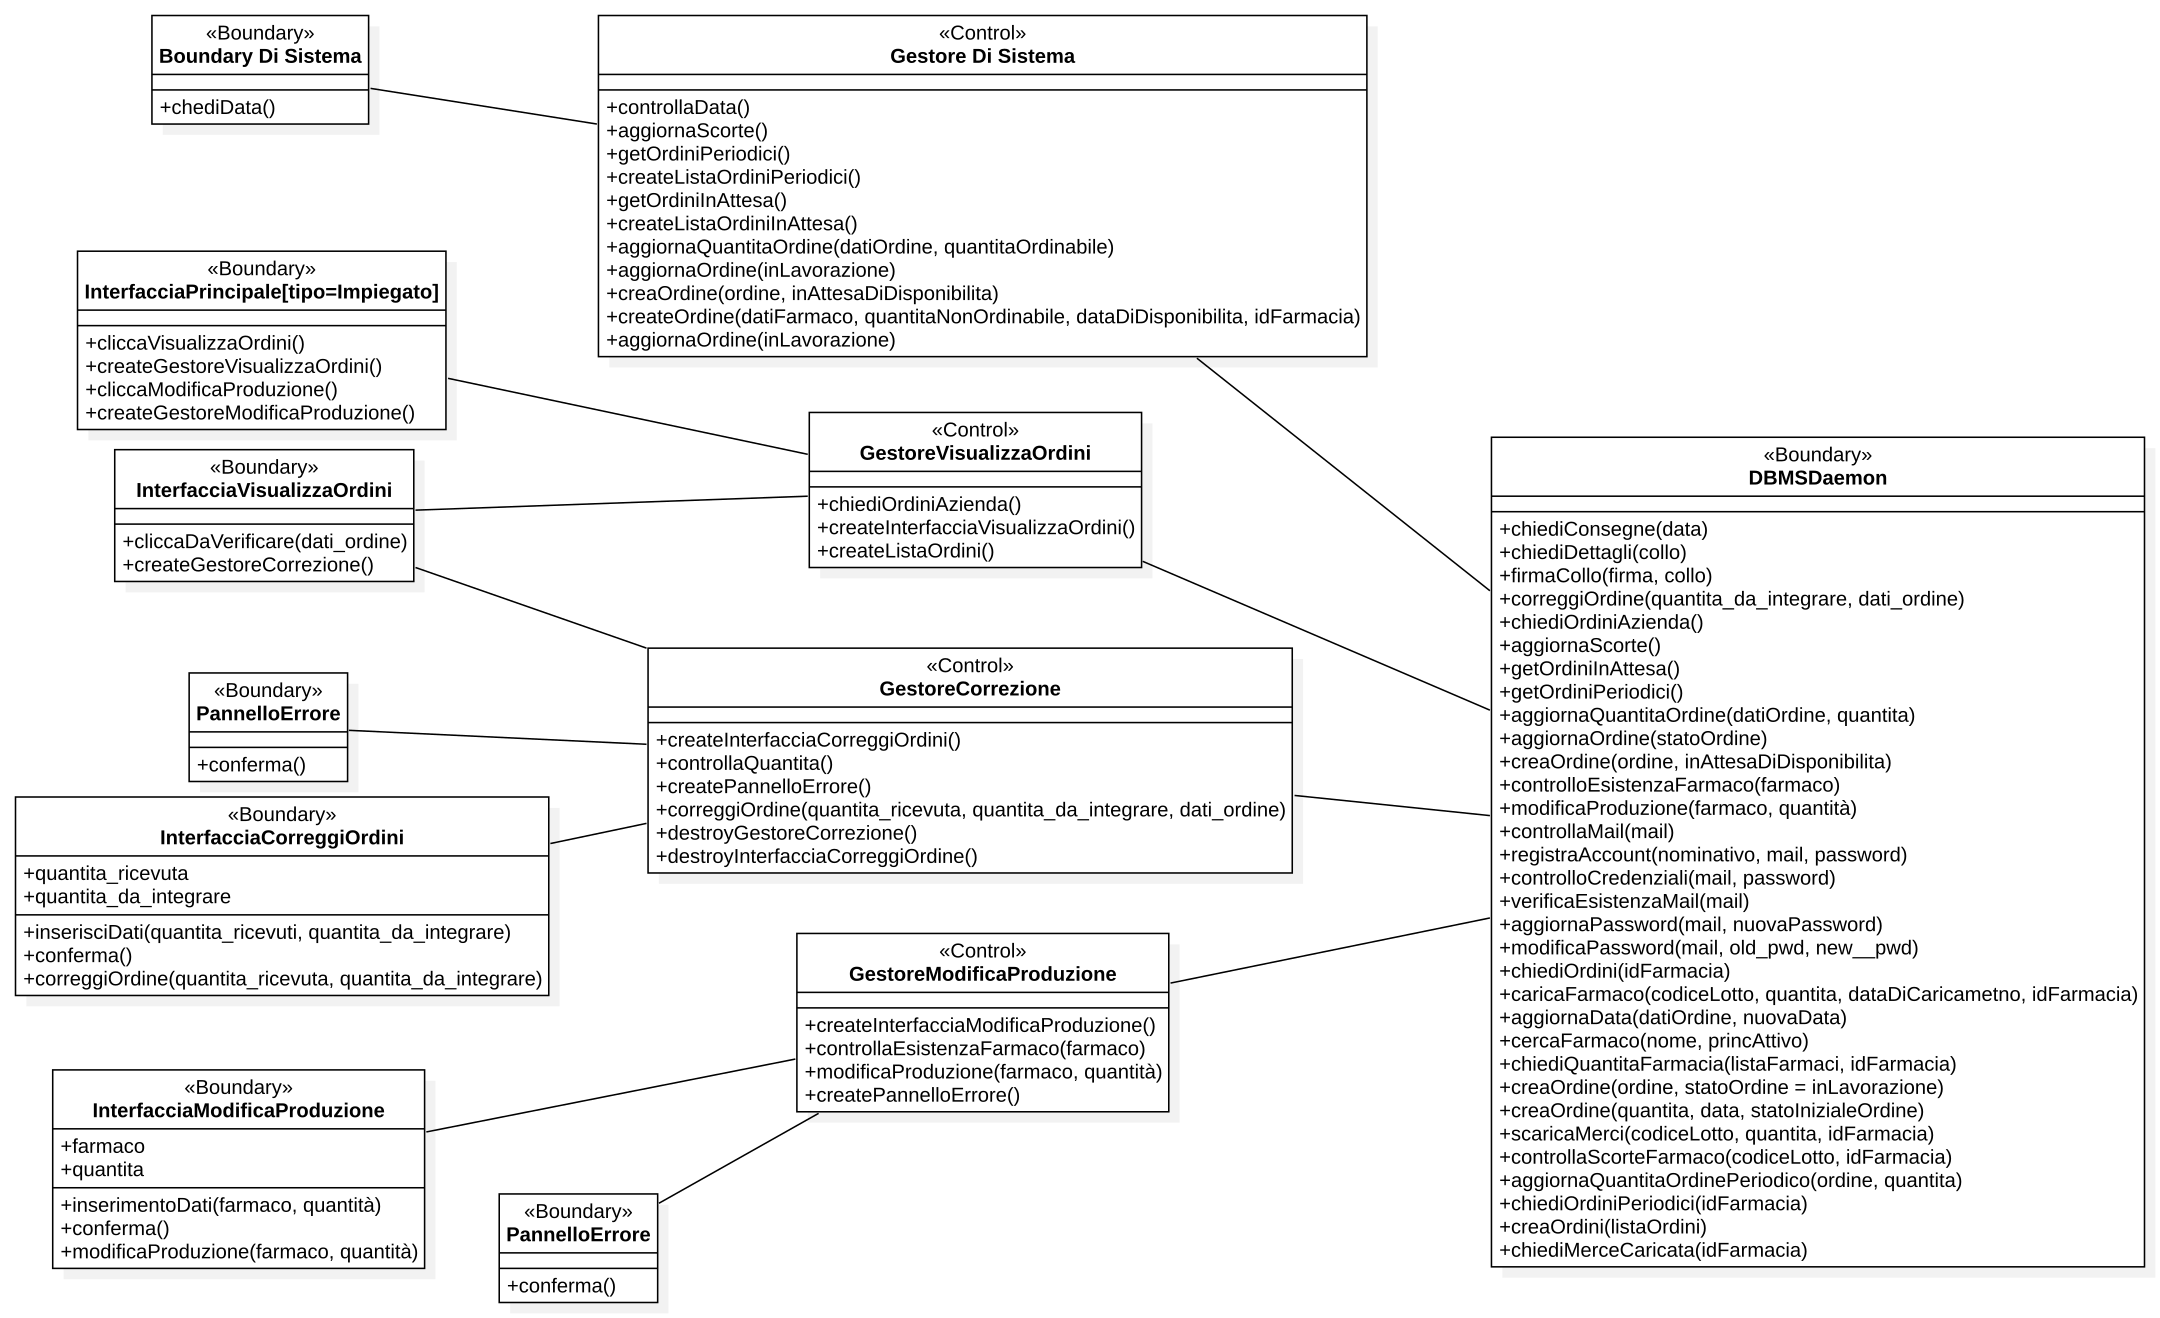 «Boundary»
Boundary Di Sistema
+chediData()
«Control»
Gestore Di Sistema
+controllaData()
+aggiornaScorte()
+getOrdiniPeriodici()
+createListaOrdiniPeriodici()
+getOrdiniInAttesa()
+createListaOrdiniInAttesa()
+aggiornaQuantitaOrdine(datiOrdine, quantitaOrdinabile)
+aggiornaOrdine(inLavorazione)
+creaOrdine(ordine, inAttesaDiDisponibilita)
+createOrdine(datiFarmaco, quantitaNonOrdinabile, dataDiDisponibilita, idFarmacia)
+aggiornaOrdine(inLavorazione)
«Boundary»
InterfacciaPrincipale[tipo=Impiegato]
+cliccaVisualizzaOrdini()
+createGestoreVisualizzaOrdini()
+cliccaModificaProduzione()
+createGestoreModificaProduzione()
«Control»
GestoreVisualizzaOrdini
+chiediOrdiniAzienda()
+createInterfacciaVisualizzaOrdini()
+createListaOrdini()
«Boundary»
InterfacciaVisualizzaOrdini
+cliccaDaVerificare(dati_ordine)
+createGestoreCorrezione()
«Boundary»
DBMSDaemon
+chiediConsegne(data)
+chiediDettagli(collo)
+firmaCollo(firma, collo)
+correggiOrdine(quantita_da_integrare, dati_ordine)
+chiediOrdiniAzienda()
+aggiornaScorte()
+getOrdiniInAttesa()
+getOrdiniPeriodici()
+aggiornaQuantitaOrdine(datiOrdine, quantita)
+aggiornaOrdine(statoOrdine)
+creaOrdine(ordine, inAttesaDiDisponibilita)
+controlloEsistenzaFarmaco(farmaco)
+modificaProduzione(farmaco, quantità)
+controllaMail(mail)
+registraAccount(nominativo, mail, password)
+controlloCredenziali(mail, password)
+verificaEsistenzaMail(mail)
+aggiornaPassword(mail, nuovaPassword)
+modificaPassword(mail, old_pwd, new__pwd)
+chiediOrdini(idFarmacia)
+caricaFarmaco(codiceLotto, quantita, dataDiCaricametno, idFarmacia)
+aggiornaData(datiOrdine, nuovaData)
+cercaFarmaco(nome, princAttivo)
+chiediQuantitaFarmacia(listaFarmaci, idFarmacia)
+creaOrdine(ordine, statoOrdine = inLavorazione)
+creaOrdine(quantita, data, statoInizialeOrdine)
+scaricaMerci(codiceLotto, quantita, idFarmacia)
+controllaScorteFarmaco(codiceLotto, idFarmacia)
+aggiornaQuantitaOrdinePeriodico(ordine, quantita)
+chiediOrdiniPeriodici(idFarmacia)
+creaOrdini(listaOrdini)
+chiediMerceCaricata(idFarmacia)
«Control»
GestoreCorrezione
+createInterfacciaCorreggiOrdini()
+controllaQuantita()
+createPannelloErrore()
+correggiOrdine(quantita_ricevuta, quantita_da_integrare, dati_ordine)
+destroyGestoreCorrezione()
+destroyInterfacciaCorreggiOrdine()
«Boundary»
PannelloErrore
+conferma()
«Boundary»
InterfacciaCorreggiOrdini
+quantita_ricevuta
+quantita_da_integrare
+inserisciDati(quantita_ricevuti, quantita_da_integrare)
+conferma()
+correggiOrdine(quantita_ricevuta, quantita_da_integrare)
«Control»
GestoreModificaProduzione
+createInterfacciaModificaProduzione()
+controllaEsistenzaFarmaco(farmaco)
+modificaProduzione(farmaco, quantità)
+createPannelloErrore()
«Boundary»
InterfacciaModificaProduzione
+farmaco
+quantita
+inserimentoDati(farmaco, quantità)
+conferma()
+modificaProduzione(farmaco, quantità)
«Boundary»
PannelloErrore
+conferma()